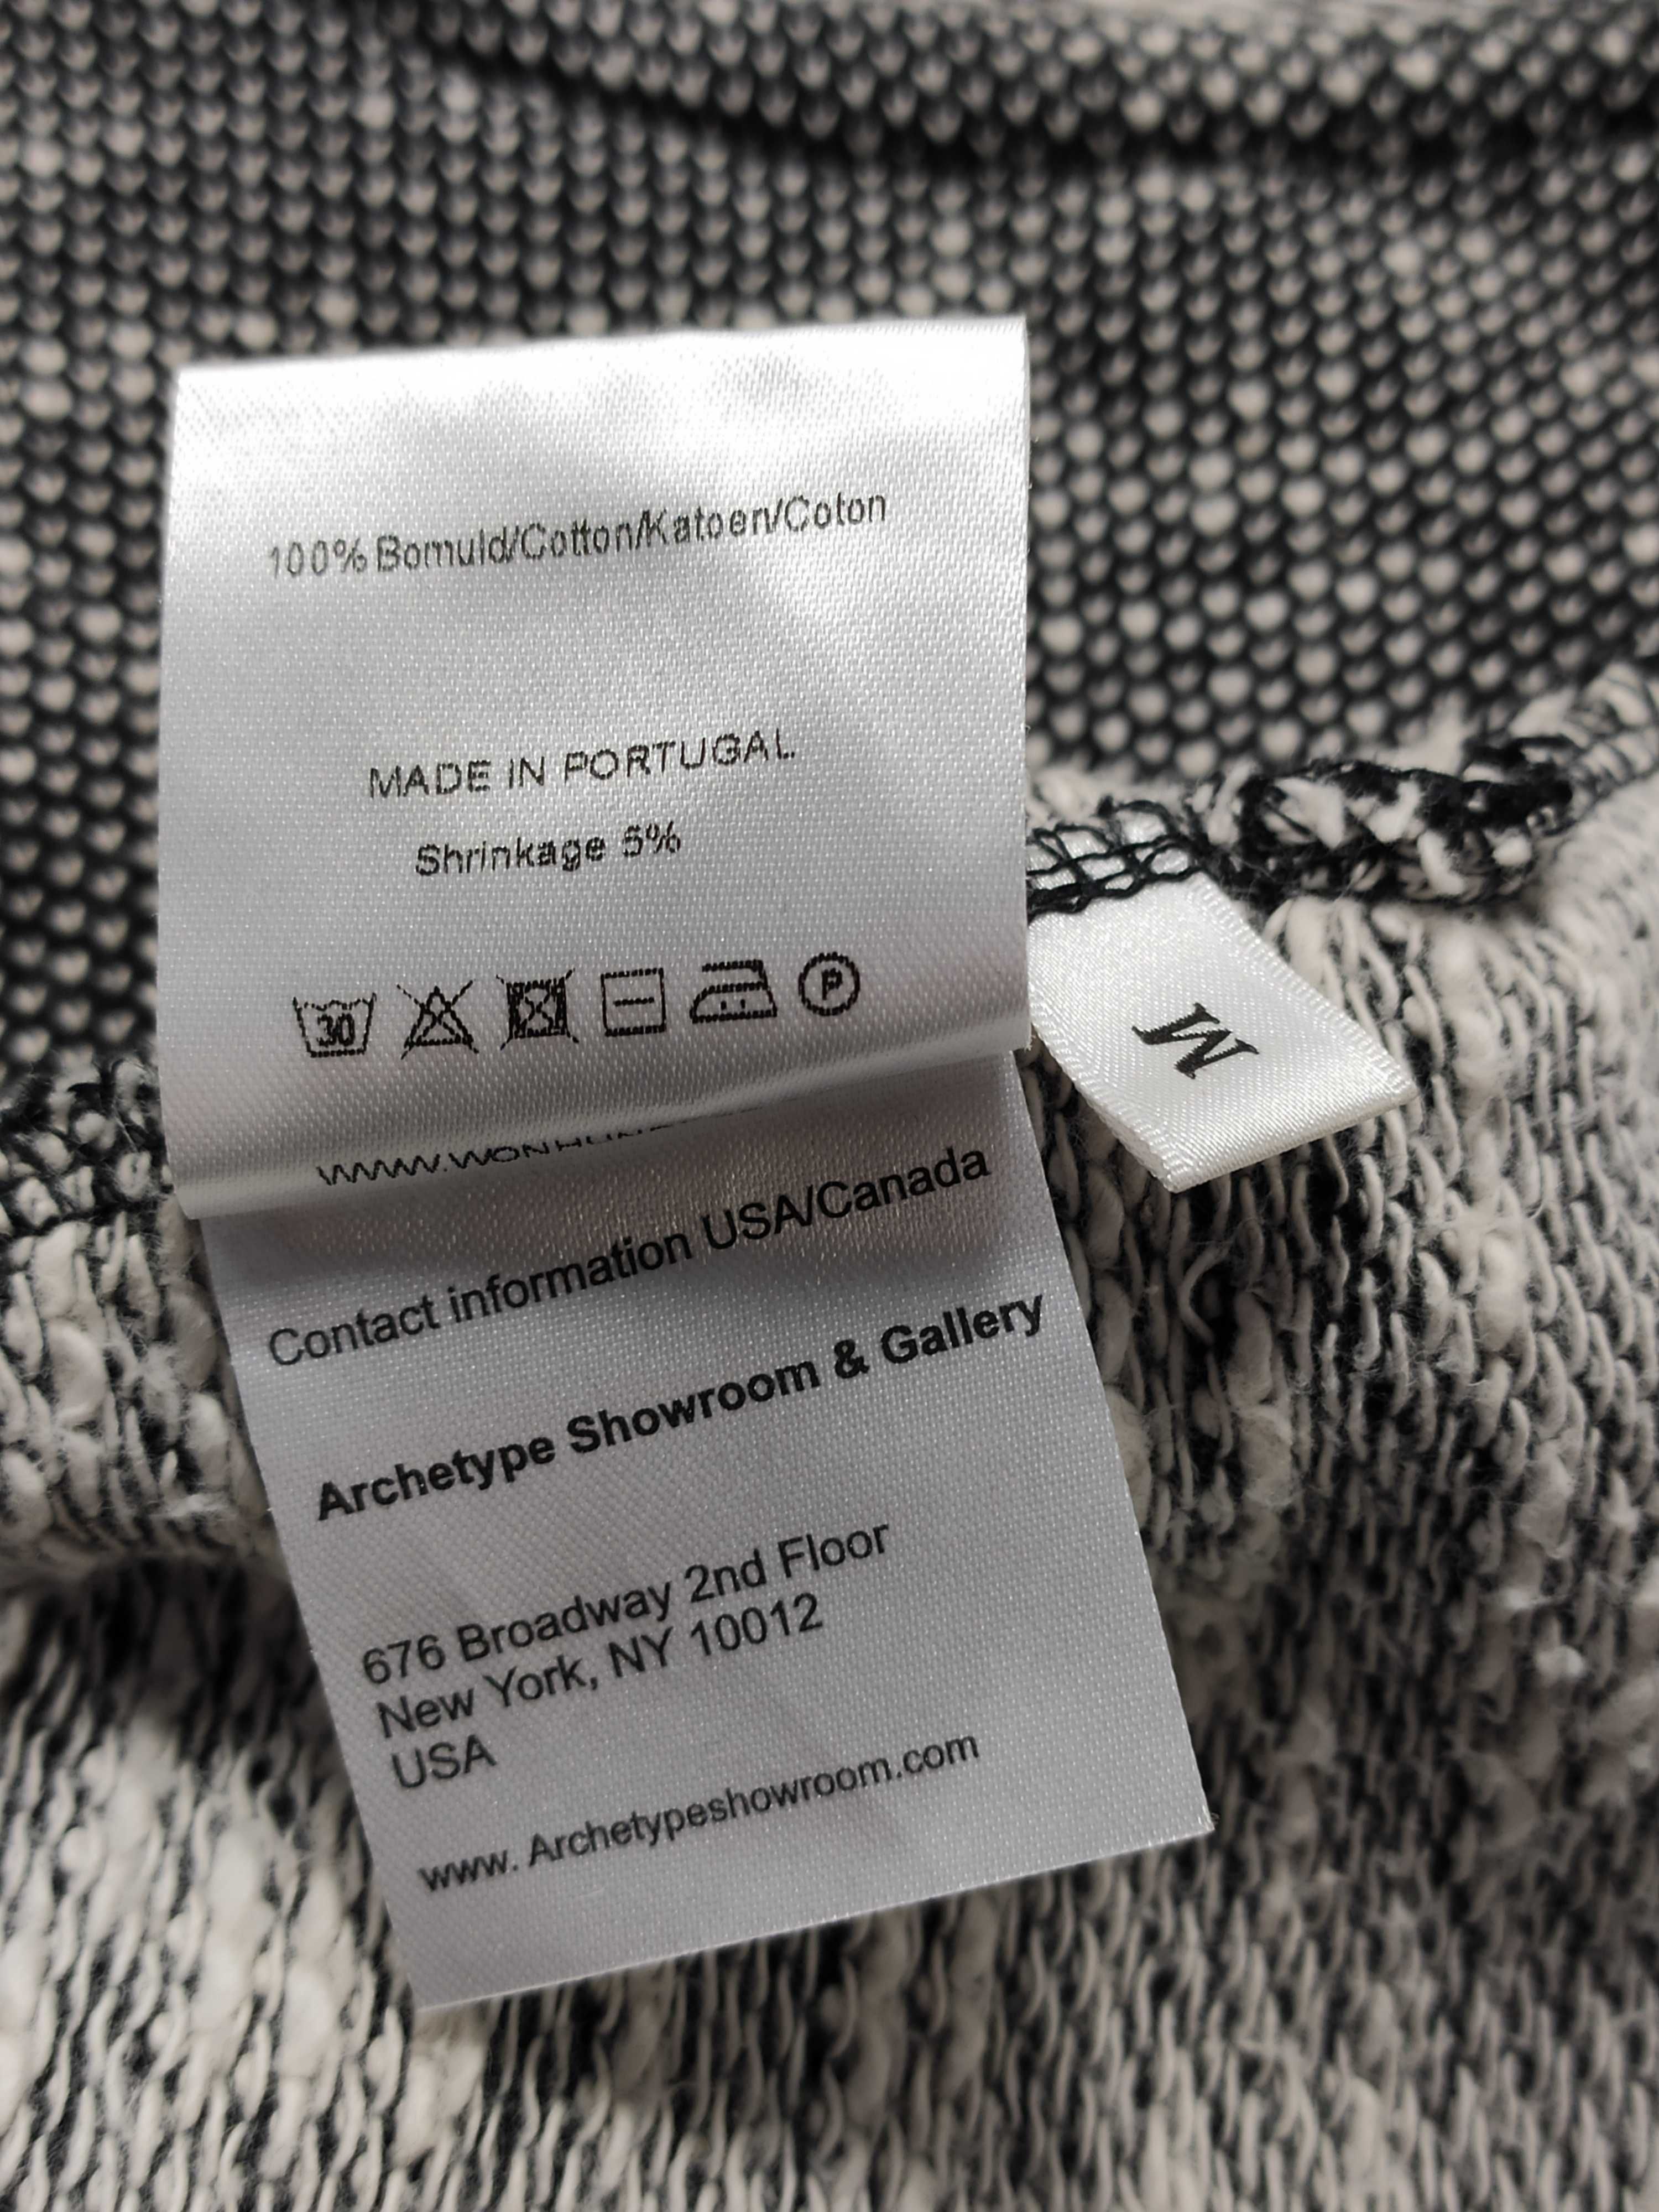 100% Bomuld/Cotton/Katoen/Coton
MADE IN PORTUGAL
Shrinkage 5%
30
P
M
Contact information USA/Canada
Archetype Showroom & Gallery
676 Broadway 2nd Floor
New York, NY 10012
USA
www. Archetypeshowroom.com